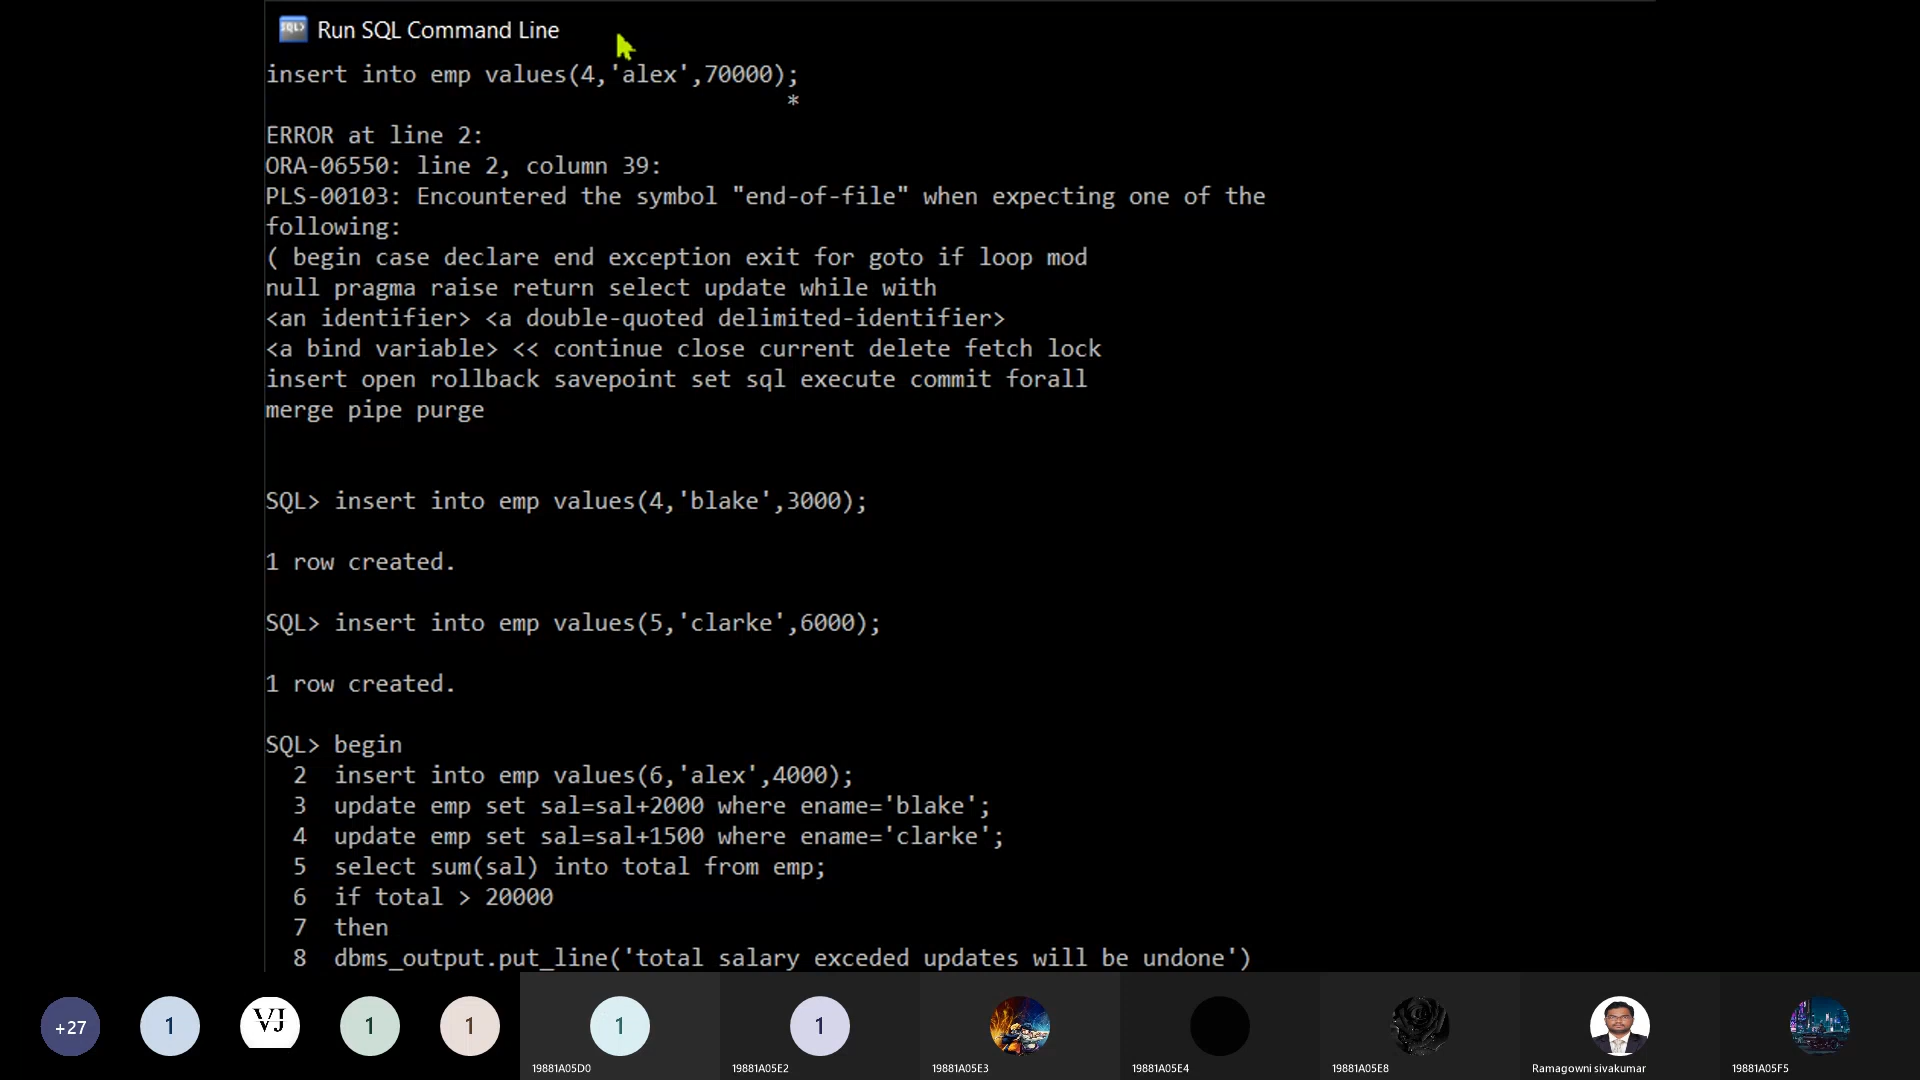 SQL> Run SQL Command Line
insert into emp values(4,'alex',70000);
*
ERROR at line 2:
ORA-06550: line 2, column 39:
PLS-00103: Encountered the symbol "end-of-file" when expecting one of the
following:
( begin case declare end exception exit for goto if loop mod
null pragma raise return select update while with
<an identifier> <a double-quoted delimited-identifier>
<a bind variable> << continue close current delete fetch lock
insert open rollback savepoint set sql execute commit forall
merge pipe purge
SQL> insert into emp values(4,'blake',3000);
1 row created.
SQL> insert into emp values(5,'clarke',6000);
1 row created.
SQL> begin
2 insert into emp values(6,'alex',4000);
3 update emp set sal=sal+2000 where ename='blake';
4 update emp set sal=sal+1500 where ename='clarke';
5 select sum(sal) into total from emp;
6 if total > 20000
7 then
8 dbms_output.put_line('total salary exceded updates will be undone')
+27 1 VJ 1 1 1 1
19881A05D0 19881A05E2 19881A05E3 19881A05E4 19881A05E8 Ramagowni sivakumar 19881A05F5